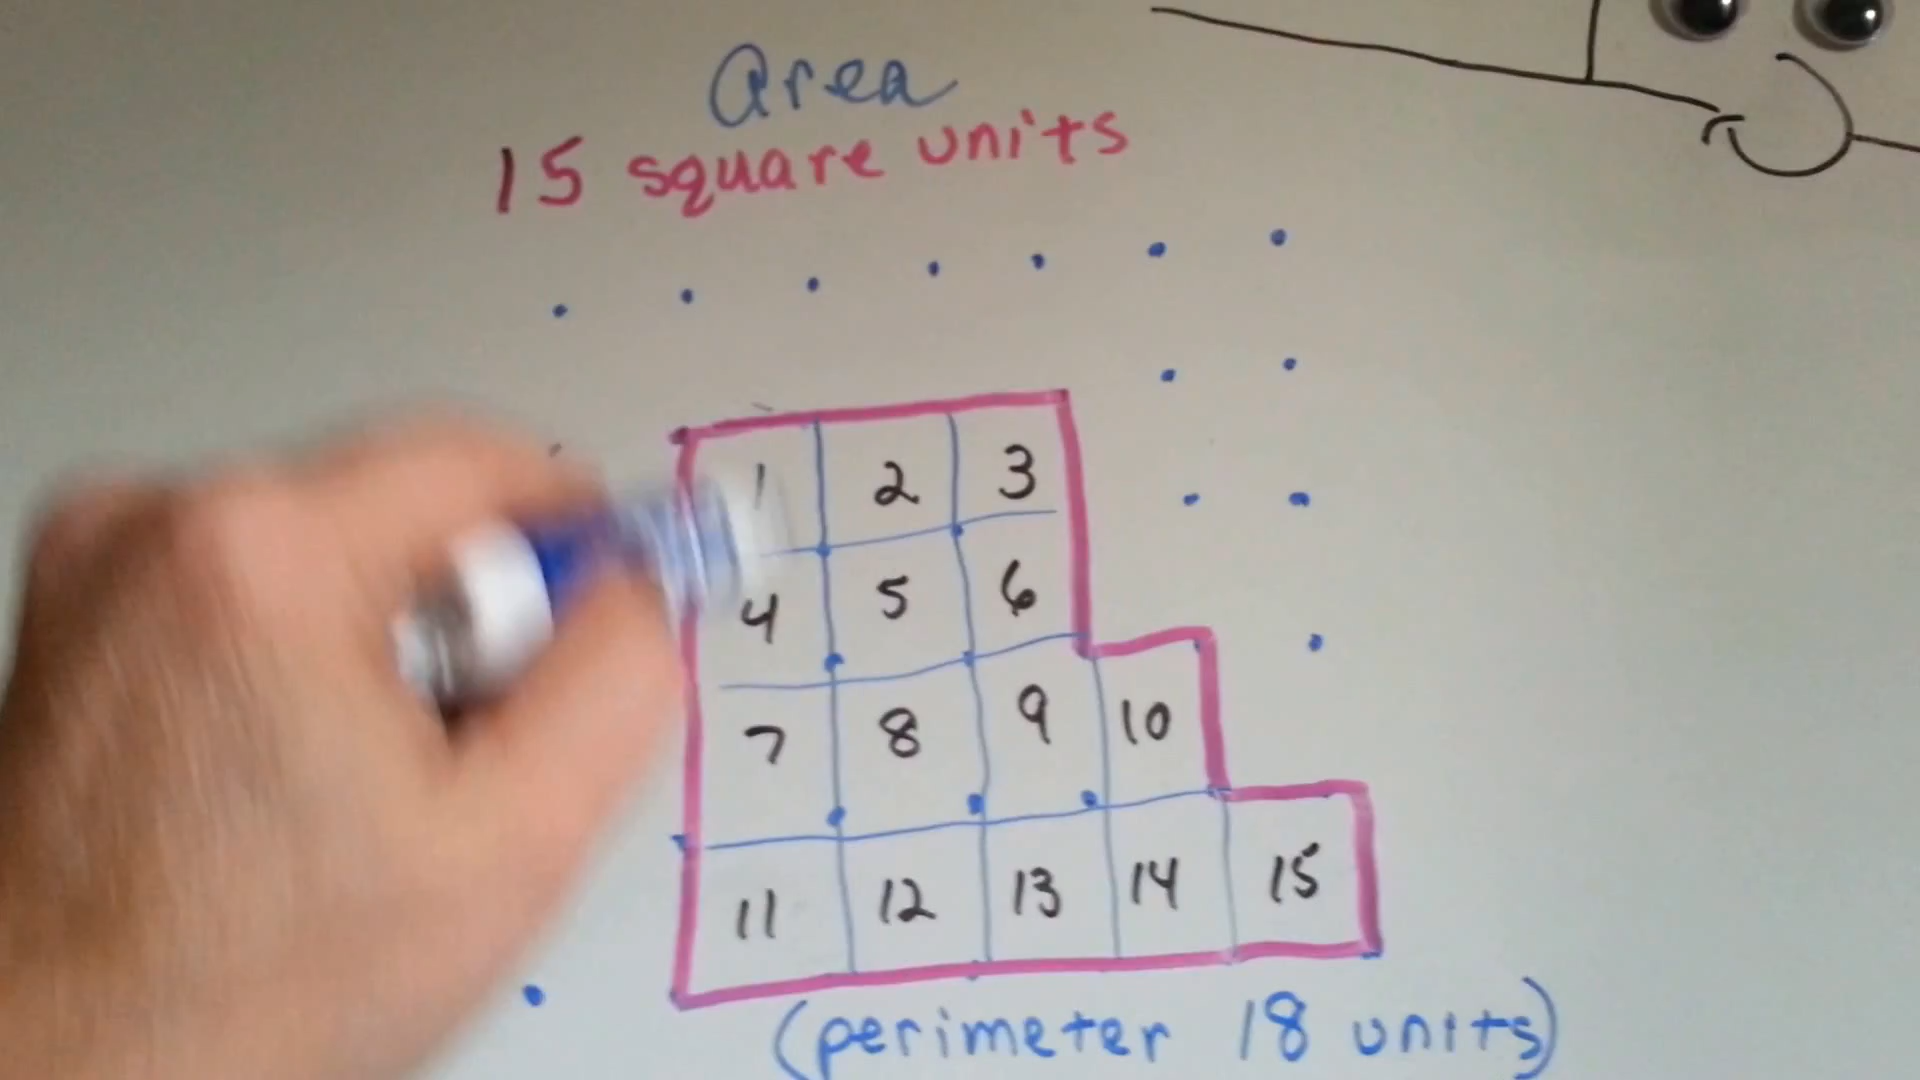 Area
15 square units
1 2 3
4 5 6
7 8 9 10
11 12 13 14 15
(perimeter 18 units)